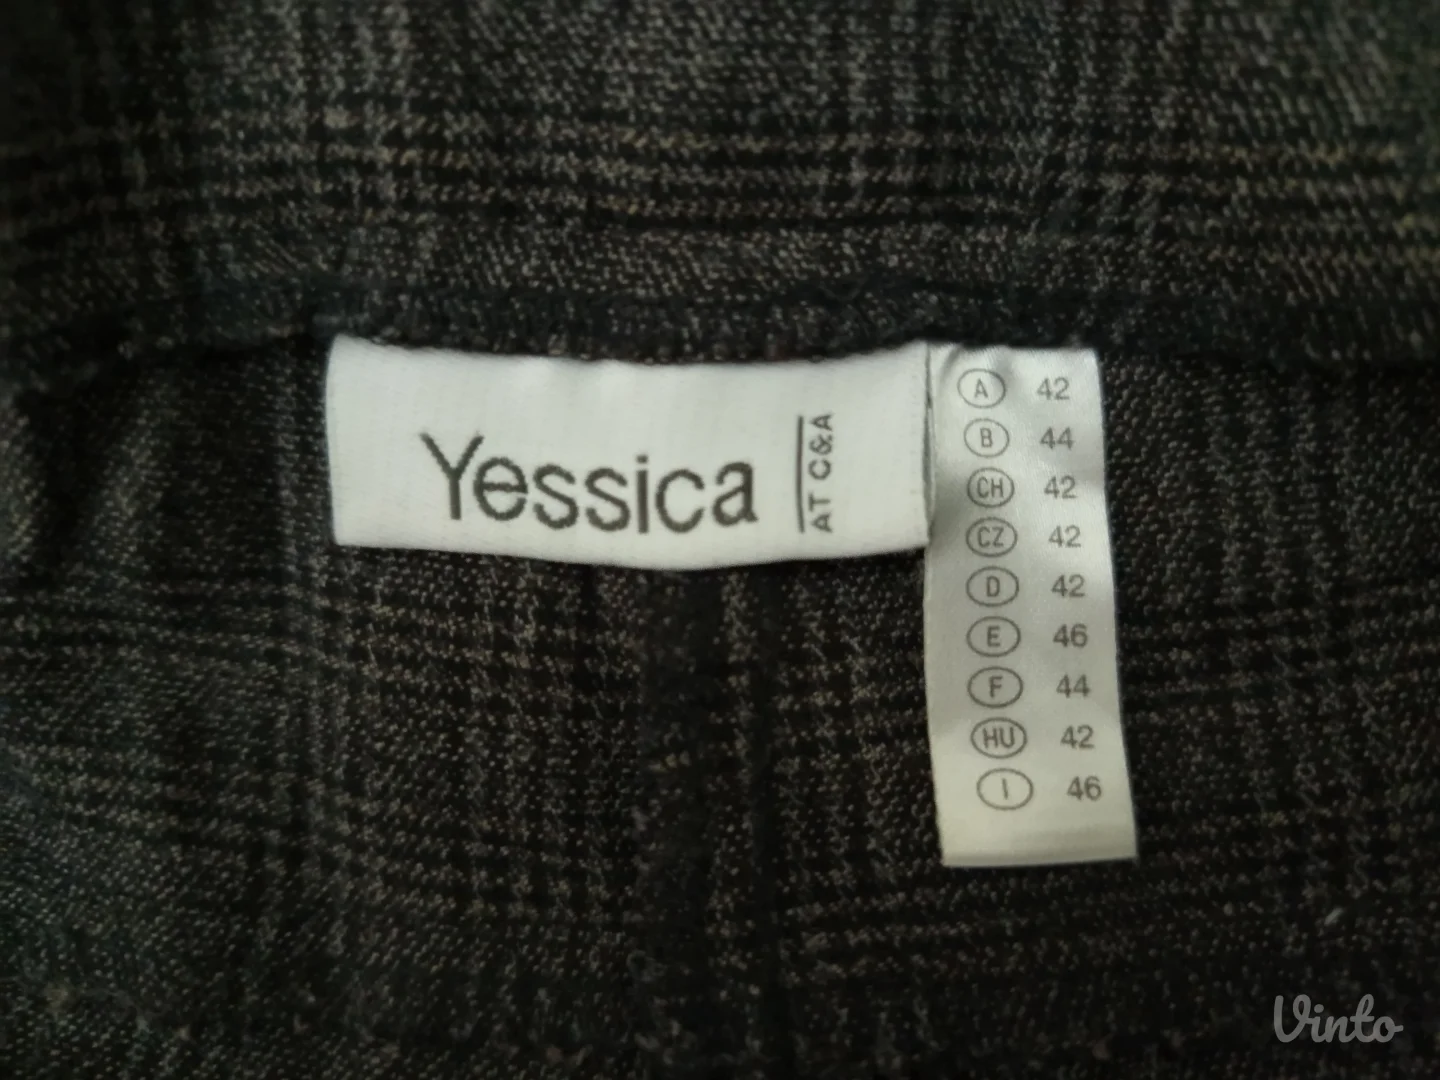 Yessica
AT C&A
A 42
B 44
CH 42
CZ 42
D 42
E 46
F 44
HU 42
I 46
Vinto